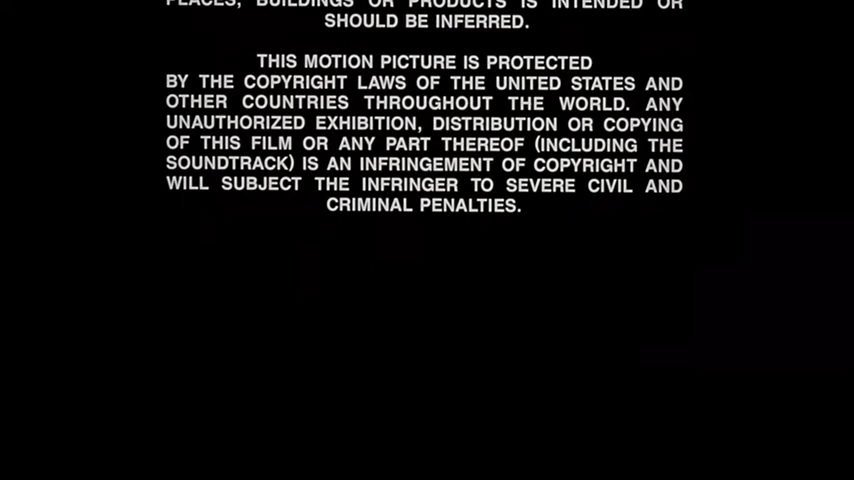 PLACES, BUILDINGS OR PRODUCTS IS INTENDED OR
SHOULD BE INFERRED.
THIS MOTION PICTURE IS PROTECTED
BY THE COPYRIGHT LAWS OF THE UNITED STATES AND
OTHER COUNTRIES THROUGHOUT THE WORLD. ANY
UNAUTHORIZED EXHIBITION, DISTRIBUTION OR COPYING
OF THIS FILM OR ANY PART THEREOF (INCLUDING THE
SOUNDTRACK) IS AN INFRINGEMENT OF COPYRIGHT AND
WILL SUBJECT THE INFRINGER TO SEVERE CIVIL AND
CRIMINAL PENALTIES.